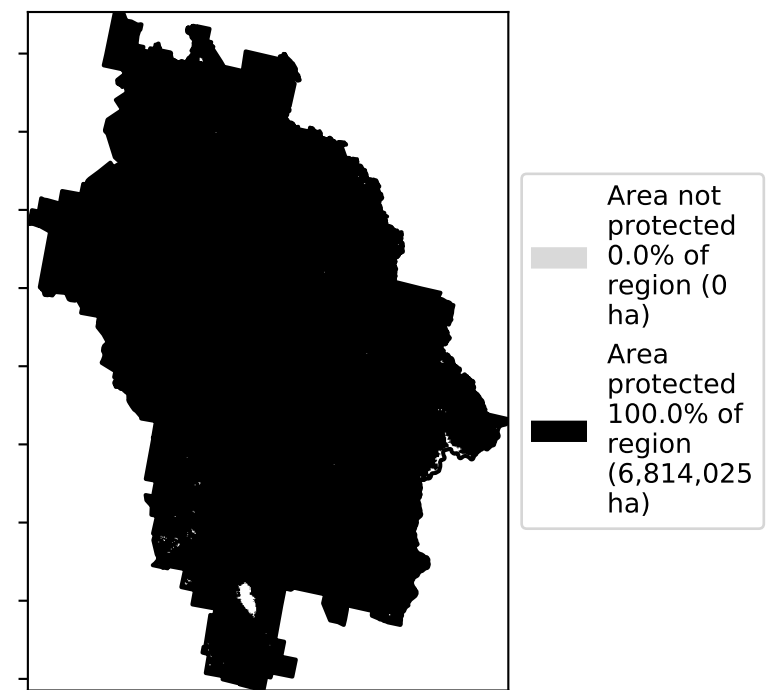 Area not
protected
0.0% of
region (0
ha)
Area
protected
100.0% of
region
(6,814,025
ha)